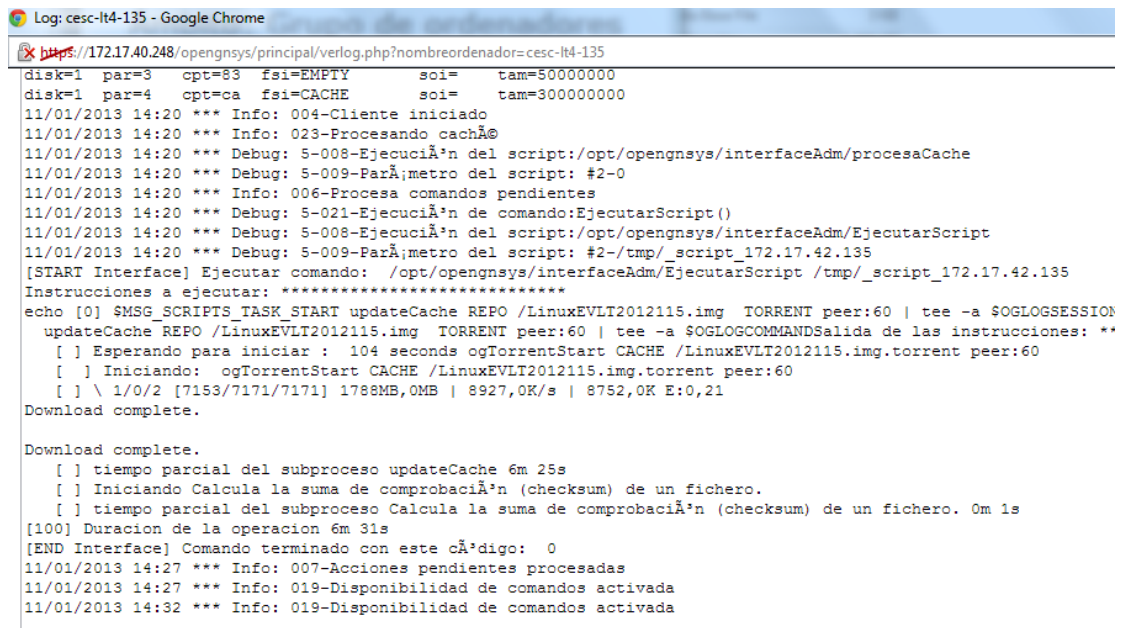 Log: cesc-lt4-135 - Google Chrome
Grupo de ordenadores
https://172.17.40.248/opengnsys/principal/verlog.php?nombreordenador=cesc-lt4-135
disk=1  par=3   cpt=83  fsi=EMPTY       soi=    tam=50000000
disk=1  par=4   cpt=ca  fsi=CACHE       soi=    tam=300000000
11/01/2013 14:20 *** Info: 004-Cliente iniciado
11/01/2013 14:20 *** Info: 023-Procesando cachÃ©
11/01/2013 14:20 *** Debug: 5-008-EjecuciÃ³n del script:/opt/opengnsys/interfaceAdm/procesaCache
11/01/2013 14:20 *** Debug: 5-009-ParÃ¡metro del script: #2-0
11/01/2013 14:20 *** Info: 006-Procesa comandos pendientes
11/01/2013 14:20 *** Debug: 5-021-EjecuciÃ³n de comando:EjecutarScript()
11/01/2013 14:20 *** Debug: 5-008-EjecuciÃ³n del script:/opt/opengnsys/interfaceAdm/EjecutarScript
11/01/2013 14:20 *** Debug: 5-009-ParÃ¡metro del script: #2-/tmp/_script_172.17.42.135
[START Interface] Ejecutar comando:  /opt/opengnsys/interfaceAdm/EjecutarScript /tmp/_script_172.17.42.135
Instrucciones a ejecutar: *****************************
echo [0] $MSG_SCRIPTS_TASK_START updateCache REPO /LinuxEVLT2012115.img  TORRENT peer:60 | tee -a $OGLOGSESSION
updateCache REPO /LinuxEVLT2012115.img  TORRENT peer:60 | tee -a $OGLOGCOMMANDSalida de las instrucciones: **
[ ] Esperando para iniciar :  104 seconds ogTorrentStart CACHE /LinuxEVLT2012115.img.torrent peer:60
[  ] Iniciando:  ogTorrentStart CACHE /LinuxEVLT2012115.img.torrent peer:60
[ ] \ 1/0/2 [7153/7171/7171] 1788MB,0MB | 8927,0K/s | 8752,0K E:0,21
Download complete.
Download complete.
[ ] tiempo parcial del subproceso updateCache 6m 25s
[ ] Iniciando Calcula la suma de comprobaciÃ³n (checksum) de un fichero.
[ ] tiempo parcial del subproceso Calcula la suma de comprobaciÃ³n (checksum) de un fichero. 0m 1s
[100] Duracion de la operacion 6m 31s
[END Interface] Comando terminado con este cÃ³digo:  0
11/01/2013 14:27 *** Info: 007-Acciones pendientes procesadas
11/01/2013 14:27 *** Info: 019-Disponibilidad de comandos activada
11/01/2013 14:32 *** Info: 019-Disponibilidad de comandos activada